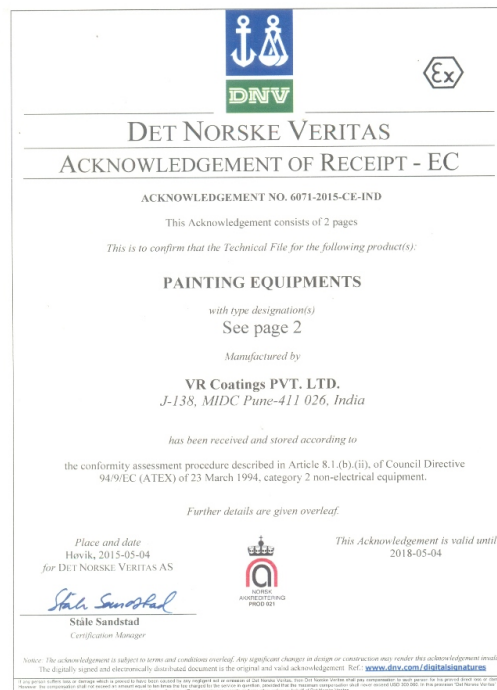 DNV
Ex
DET NORSKE VERITAS
ACKNOWLEDGEMENT OF RECEIPT - EC
ACKNOWLEDGEMENT NO. 6071-2015-CE-IND
This Acknowledgement consists of 2 pages
This is to confirm that the Technical File for the following product(s):
PAINTING EQUIPMENTS
with type designation(s)
See page 2
Manufactured by
VR Coatings PVT. LTD.
J-138, MIDC Pune-411 026, India
has been received and stored according to
the conformity assessment procedure described in Article 8.1.(b).(ii), of Council Directive
94/9/EC (ATEX) of 23 March 1994, category 2 non-electrical equipment.
Further details are given overleaf.
Place and date
Høvik, 2015-05-04
for DET NORSKE VERITAS AS
This Acknowledgement is valid until
2018-05-04
NORSK
AKKREDITERING
PROD 021
Ståle Sandstad
Ståle Sandstad
Certification Manager
Notice: The acknowledgement is subject to terms and conditions overleaf. Any significant changes in design or construction may render this acknowledgement invalid
The digitally signed and electronically distributed document is the original and valid acknowledgement. Ref.: www.dnv.com/digitalsignatures